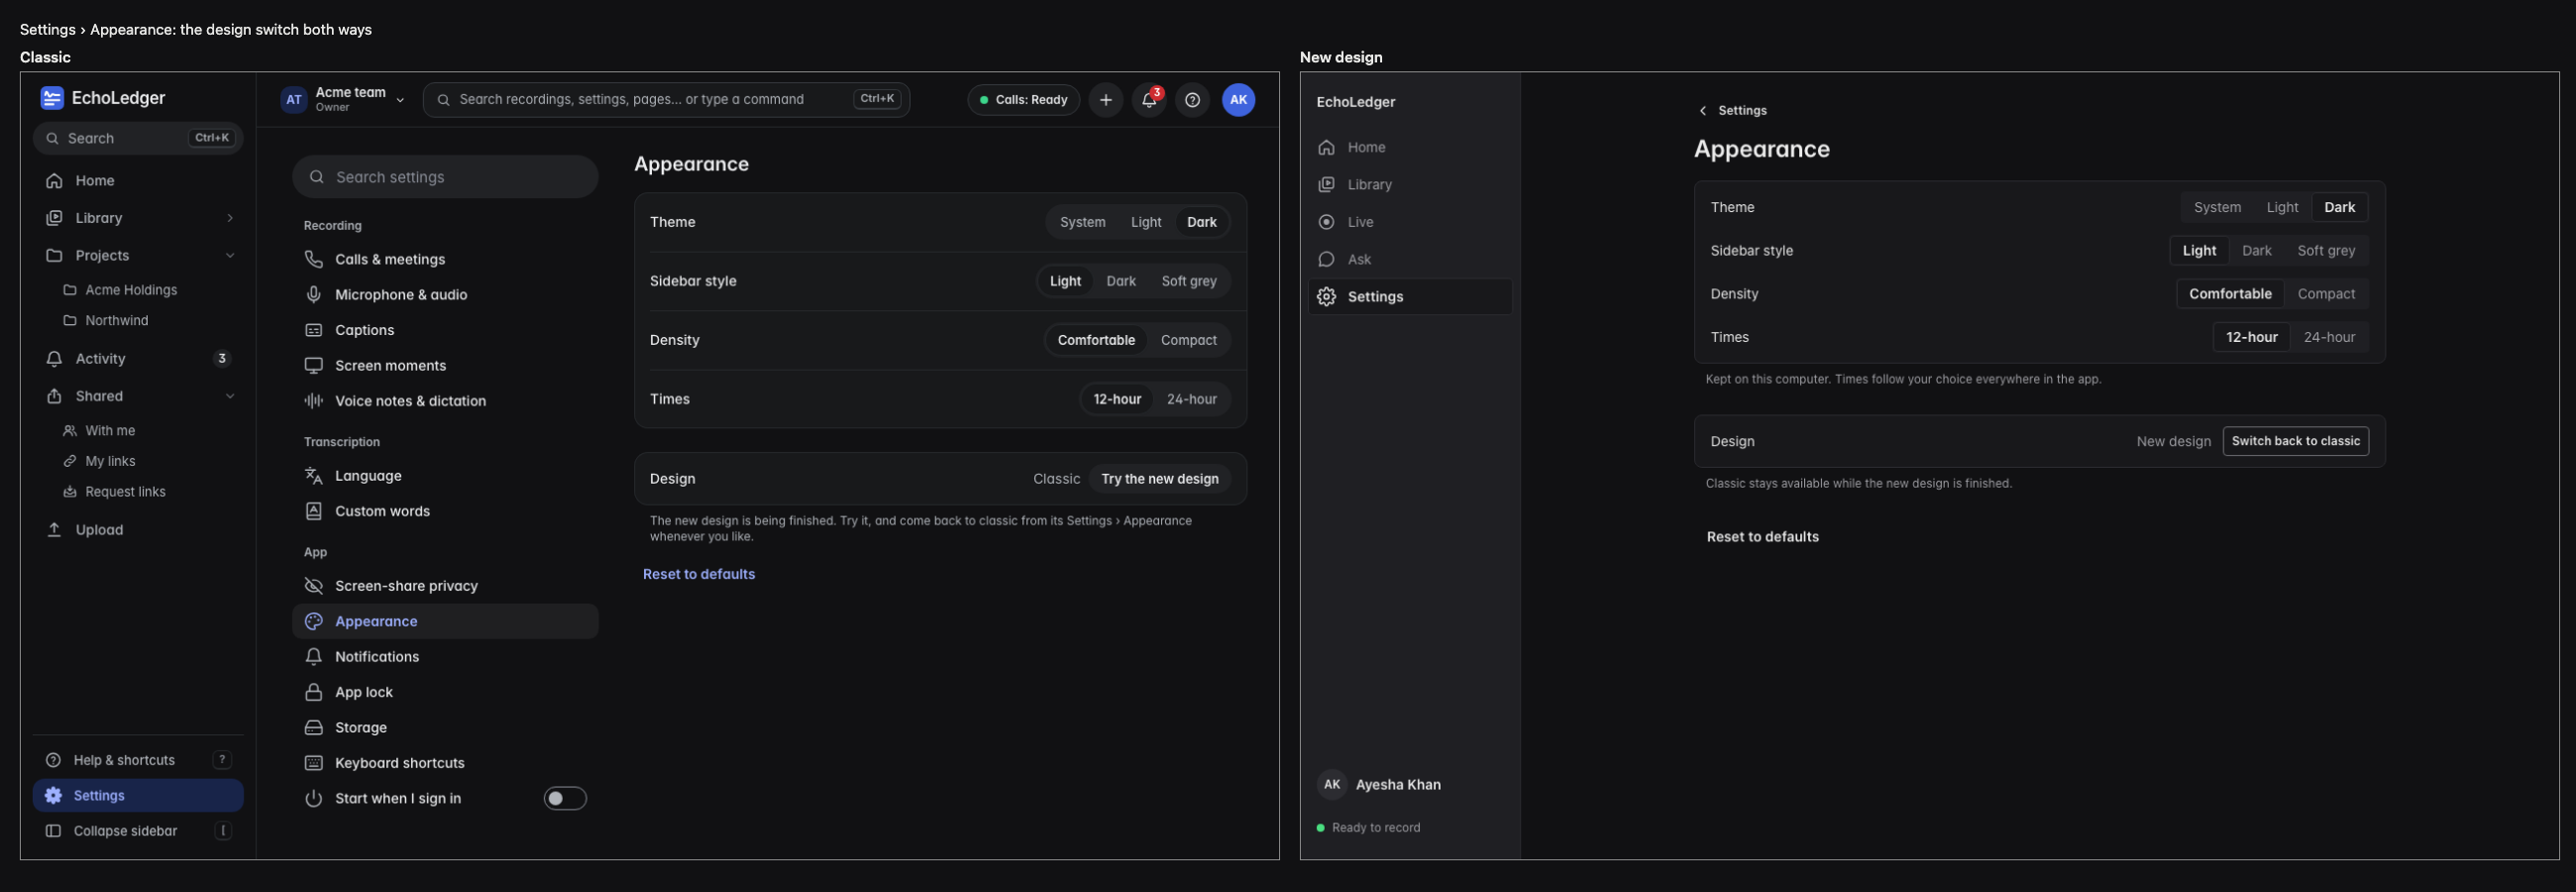 Settings › Appearance: the design switch both ways
Classic
EchoLedger
Search Ctrl+K
Home
Library
Projects
Acme Holdings
Northwind
Activity 3
Shared
With me
My links
Request links
Upload
Help & shortcuts ?
Settings
Collapse sidebar [
AT Acme team
Owner
Search recordings, settings, pages... or type a command Ctrl+K
Calls: Ready
3
AK
Search settings
Recording
Calls & meetings
Microphone & audio
Captions
Screen moments
Voice notes & dictation
Transcription
Language
Custom words
App
Screen-share privacy
Appearance
Notifications
App lock
Storage
Keyboard shortcuts
Start when I sign in
Appearance
Theme System Light Dark
Sidebar style Light Dark Soft grey
Density Comfortable Compact
Times 12-hour 24-hour
Design Classic Try the new design
The new design is being finished. Try it, and come back to classic from its Settings › Appearance
whenever you like.
Reset to defaults
New design
EchoLedger
Home
Library
Live
Ask
Settings
AK Ayesha Khan
Ready to record
Settings
Appearance
Theme System Light Dark
Sidebar style Light Dark Soft grey
Density Comfortable Compact
Times 12-hour 24-hour
Kept on this computer. Times follow your choice everywhere in the app.
Design New design Switch back to classic
Classic stays available while the new design is finished.
Reset to defaults